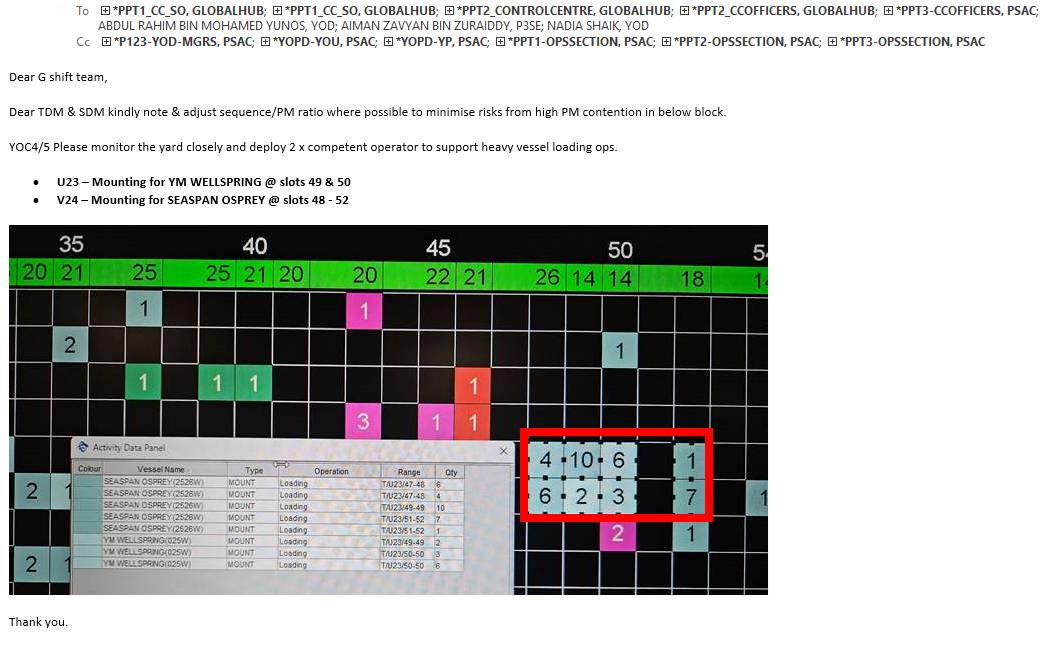 To *PPT1_CC_SO, GLOBALHUB; *PPT1_CC_SO, GLOBALHUB; *PPT2_CONTROLCENTRE, GLOBALHUB; *PPT2_CCOFFICERS, GLOBALHUB; *PPT3-CCOFFICERS, PSAC;
ABDUL RAHIM BIN MOHAMED YUNOS, YOD; AIMAN ZAVYAN BIN ZURAIDDY, P3SE; NADIA SHAIK, YOD
Cc *P123-YOD-MGRS, PSAC; *YOPD-YOU, PSAC; *YOPD-YP, PSAC; *PPT1-OPSSECTION, PSAC; *PPT2-OPSSECTION, PSAC; *PPT3-OPSSECTION, PSAC
Dear G shift team,
Dear TDM & SDM kindly note & adjust sequence/PM ratio where possible to minimise risks from high PM contention in below block.
YOC4/5 Please monitor the yard closely and deploy 2 x competent operator to support heavy vessel loading ops.
• U23 – Mounting for YM WELLSPRING @ slots 49 & 50
• V24 – Mounting for SEASPAN OSPREY @ slots 48 - 52
35 40 45 50
20 21 25 25 21 20 20 22 21 26 14 14 18
1 1
2 1
1 1 1 1
3 1 1
Activity Data Panel
4 10 6 1
Colour Vessel Name Type Operation Range Qty
SEASPAN OSPREY(2526W) MOUNT Loading T/U23/47-48 6
SEASPAN OSPREY(2526W) MOUNT Loading T/U23/47-48 4
SEASPAN OSPREY(2526W) MOUNT Loading T/U23/49-49 10
SEASPAN OSPREY(2526W) MOUNT Loading T/U23/51-52 7
SEASPAN OSPREY(2526W) MOUNT Loading T/U23/51-52 1
YM WELLSPRING(025W) MOUNT Loading T/U23/49-49 2
YM WELLSPRING(025W) MOUNT Loading T/U23/50-50 3
YM WELLSPRING(025W) MOUNT Loading T/U23/50-50 6
2 1 6 2 3 7 1
2 1
2 1
Thank you.